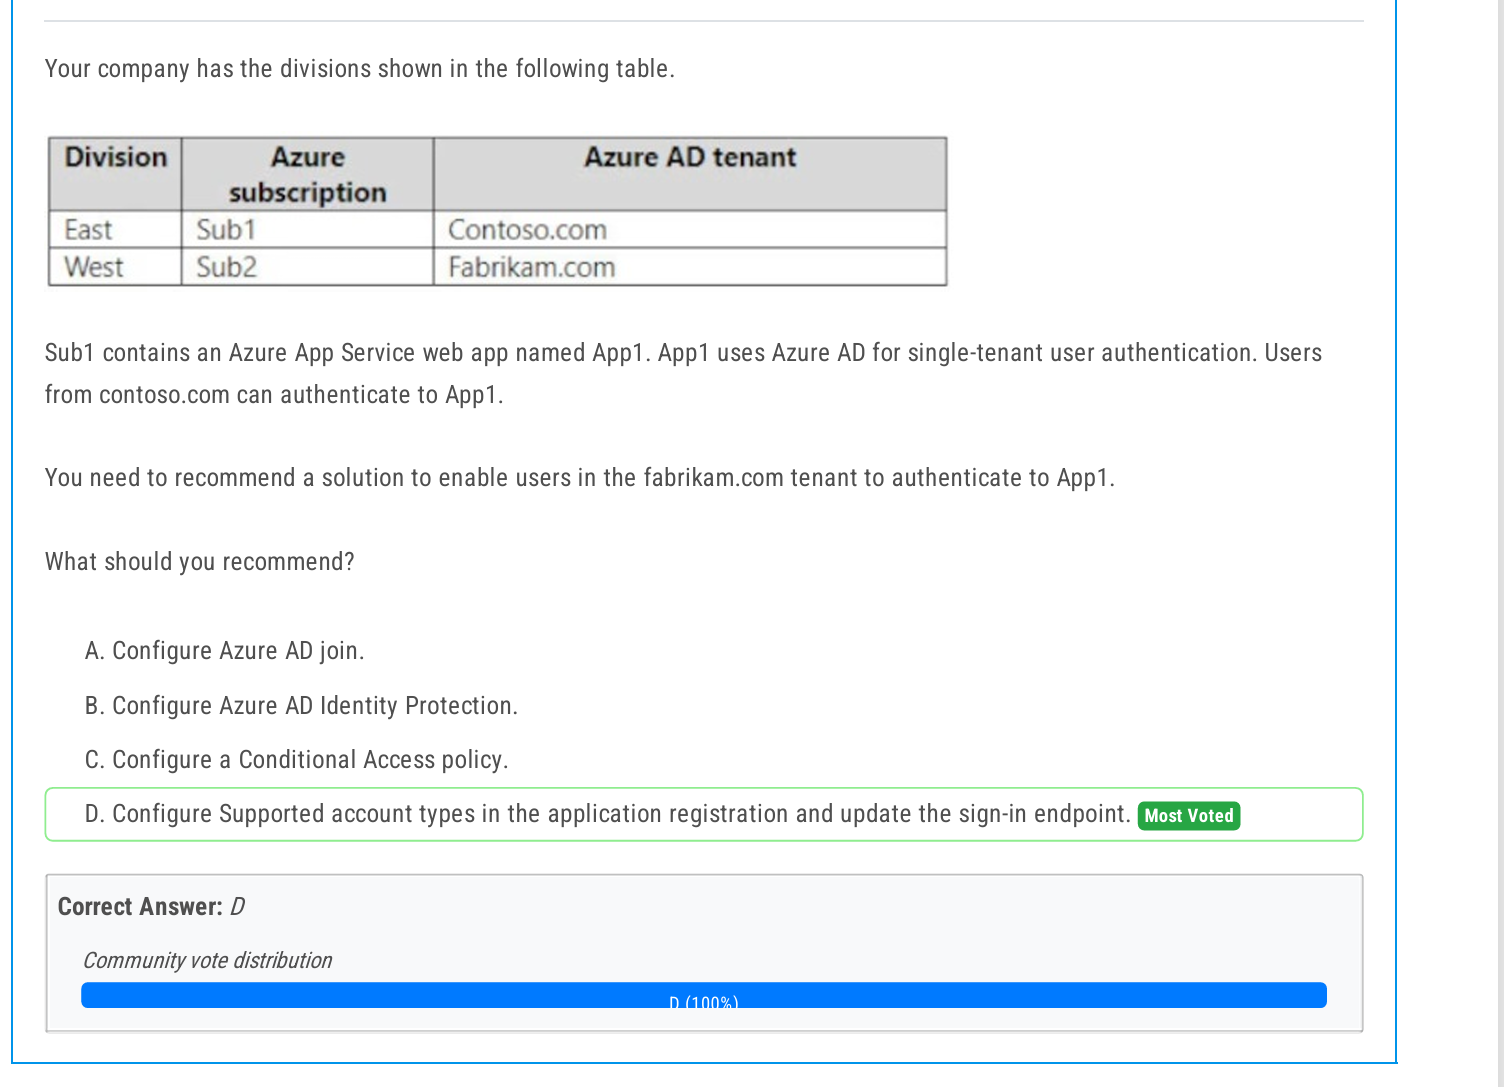 Your company has the divisions shown in the following table.
Division Azure subscription Azure AD tenant
East Sub1 Contoso.com
West Sub2 Fabrikam.com
Sub1 contains an Azure App Service web app named App1. App1 uses Azure AD for single-tenant user authentication. Users
from contoso.com can authenticate to App1.
You need to recommend a solution to enable users in the fabrikam.com tenant to authenticate to App1.
What should you recommend?
A. Configure Azure AD join.
B. Configure Azure AD Identity Protection.
C. Configure a Conditional Access policy.
D. Configure Supported account types in the application registration and update the sign-in endpoint. Most Voted
Correct Answer: D
Community vote distribution
D (100%)